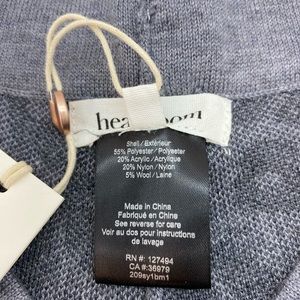 Shell / Extérieur
55% Polyester / Polyester
20% Acrylic / Acrylique
20% Nylon / Nylon
5% Wool / Laine
Made in China
Fabriqué en Chine
See reverse for care
Voir au dos pour instructions
de lavage
RN #: 127494
CA #:36979
209sy1bm1